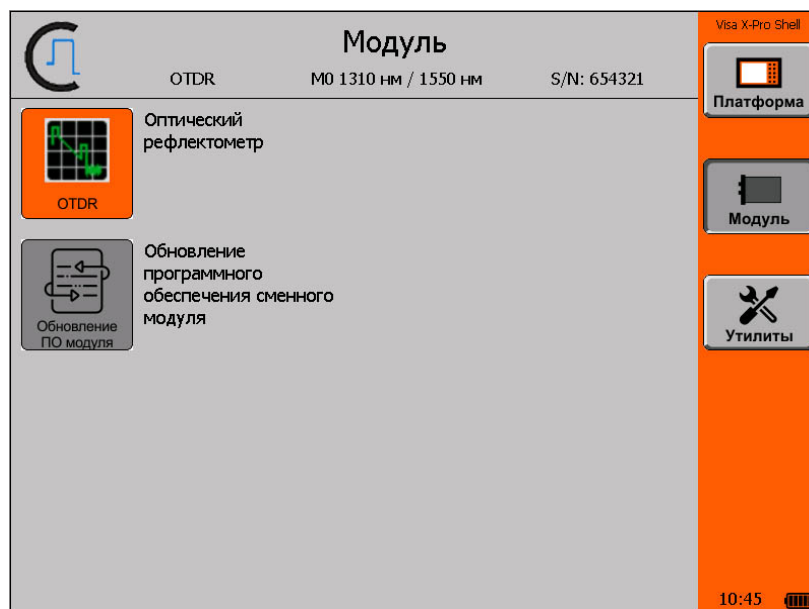 Модуль
OTDR М0 1310 нм / 1550 нм S/N: 654321
Оптический
рефлектометр
OTDR
Обновление
программного
обеспечения сменного
модуля
Обновление
ПО модуля
Visa X-Pro Shell
Платформа
Модуль
Утилиты
10:45